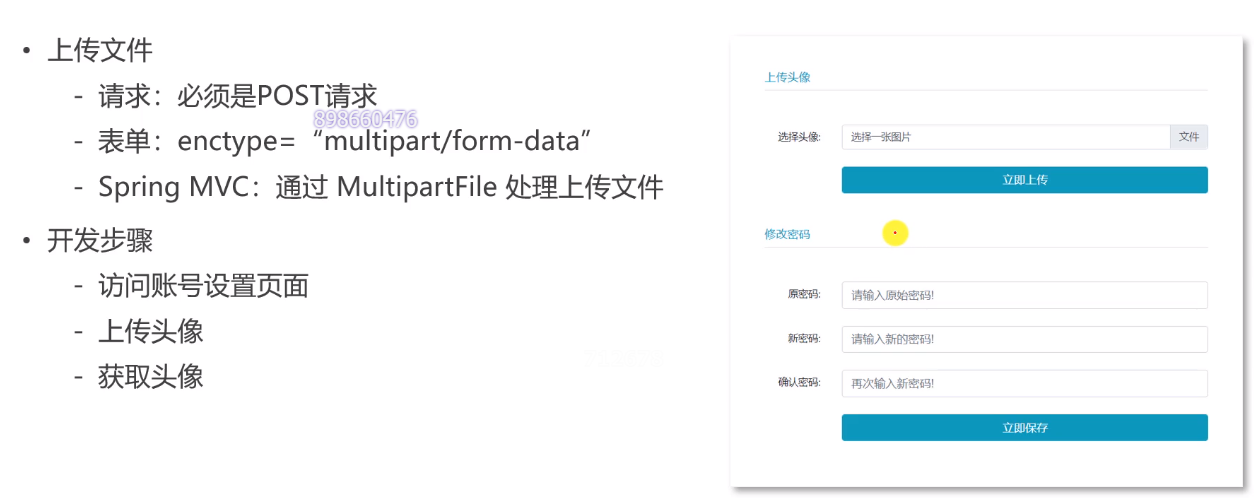 • 上传文件
- 请求：必须是POST请求
898660476
- 表单：enctype=“multipart/form-data”
- Spring MVC：通过 MultipartFile 处理上传文件
• 开发步骤
- 访问账号设置页面
- 上传头像
- 获取头像
上传头像
选择头像: 选择一张图片 文件
立即上传
修改密码
原密码: 请输入原始密码!
新密码: 请输入新的密码!
确认密码: 再次输入新密码!
立即保存